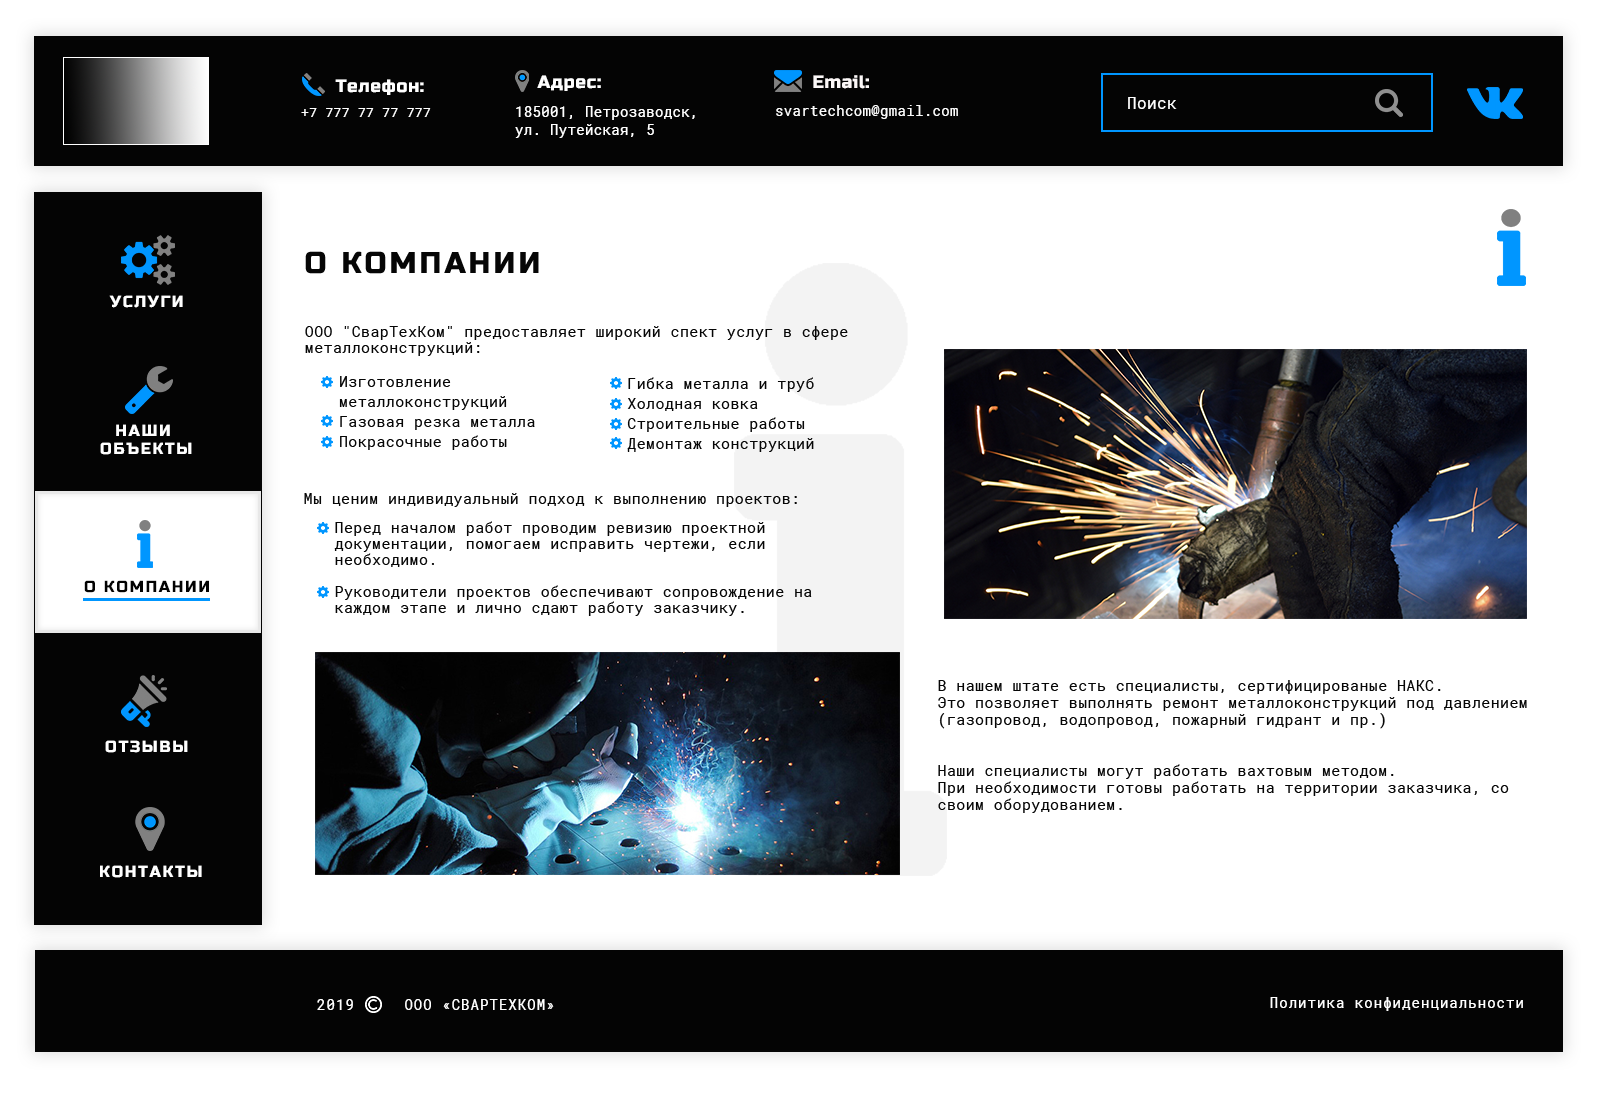 Телефон:
+7 777 77 77 777
Адрес:
185001, Петрозаводск,
ул. Путейская, 5
Email:
svartechcom@gmail.com
Поиск
УСЛУГИ
НАШИ
ОБЪЕКТЫ
О КОМПАНИИ
ОТЗЫВЫ
КОНТАКТЫ
О КОМПАНИИ
ООО "СварТехКом" предоставляет широкий спект услуг в сфере
металлоконструкций:
Изготовление
металлоконструкций
Газовая резка металла
Покрасочные работы
Гибка металла и труб
Холодная ковка
Строительные работы
Демонтаж конструкций
Мы ценим индивидуальный подход к выполнению проектов:
Перед началом работ проводим ревизию проектной
документации, помогаем исправить чертежи, если
необходимо.
Руководители проектов обеспечивают сопровождение на
каждом этапе и лично сдают работу заказчику.
В нашем штате есть специалисты, сертифицированые НАКС.
Это позволяет выполнять ремонт металлоконструкций под давлением
(газопровод, водопровод, пожарный гидрант и пр.)
Наши специалисты могут работать вахтовым методом.
При необходимости готовы работать на территории заказчика, со
своим оборудованием.
2019 © ООО «СВАРТЕХКОМ»
Политика конфиденциальности